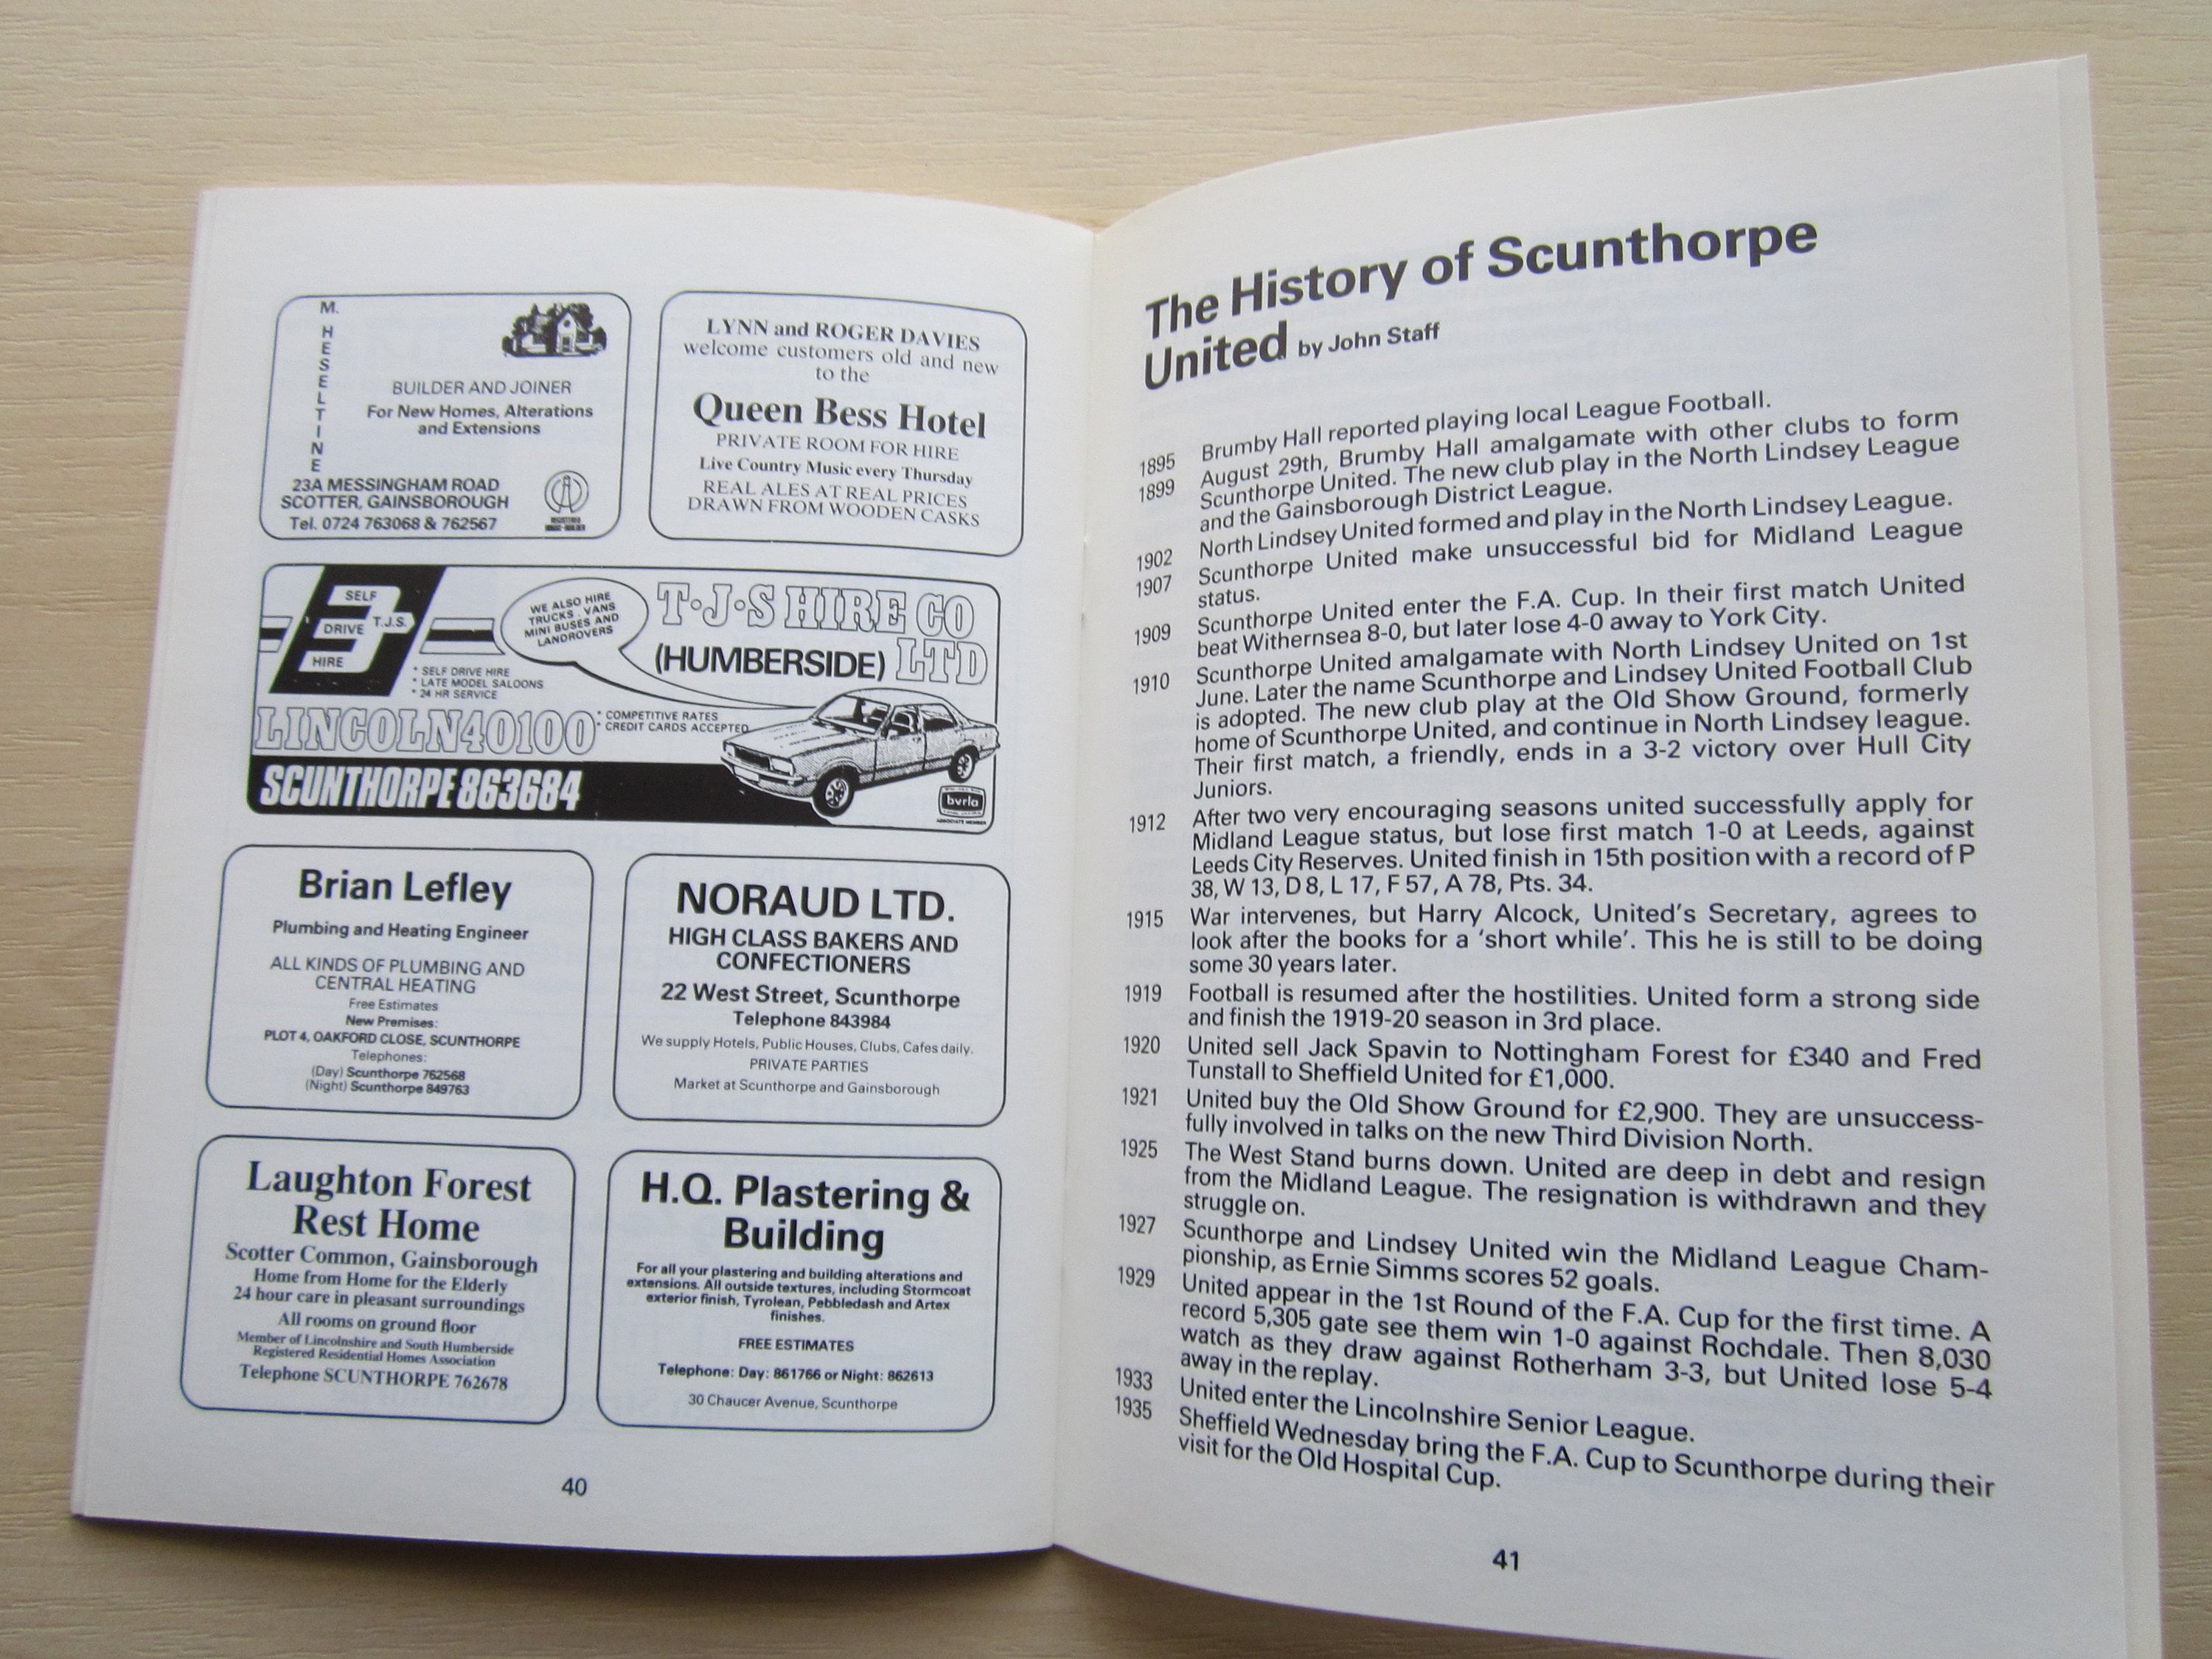 M. HESELTINE
BUILDER AND JOINER
For New Homes, Alterations
and Extensions
23A MESSINGHAM ROAD
SCOTTER, GAINSBOROUGH
Tel. 0724 763068 & 762567
LYNN and ROGER DAVIES
welcome customers old and new
to the
Queen Bess Hotel
PRIVATE ROOM FOR HIRE
Live Country Music every Thursday
REAL ALES AT REAL PRICES
DRAWN FROM WOODEN CASKS
SELF
DRIVE
HIRE
T.J.S.
WE ALSO HIRE
TRUCKS . VANS
MINI BUSES AND
LANDROVERS
T·J·S HIRE CO
(HUMBERSIDE) LTD
* SELF DRIVE HIRE
* LATE MODEL SALOONS
* 24 HR SERVICE
LINCOLN 40100
* COMPETITIVE RATES
* CREDIT CARDS ACCEPTED
SCUNTHORPE 863684
bvrla
ASSOCIATE MEMBER
Brian Lefley
Plumbing and Heating Engineer
ALL KINDS OF PLUMBING AND
CENTRAL HEATING
Free Estimates
New Premises:
PLOT 4, OAKFORD CLOSE, SCUNTHORPE
Telephones:
(Day) Scunthorpe 762568
(Night) Scunthorpe 849763
NORAUD LTD.
HIGH CLASS BAKERS AND
CONFECTIONERS
22 West Street, Scunthorpe
Telephone 843984
We supply Hotels, Public Houses, Clubs, Cafes daily.
PRIVATE PARTIES
Market at Scunthorpe and Gainsborough
Laughton Forest
Rest Home
Scotter Common, Gainsborough
Home from Home for the Elderly
24 hour care in pleasant surroundings
All rooms on ground floor
Member of Lincolnshire and South Humberside
Registered Residential Homes Association
Telephone SCUNTHORPE 762678
H.Q. Plastering &
Building
For all your plastering and building alterations and
extensions. All outside textures, including Stormcoat
exterior finish, Tyrolean, Pebbledash and Artex
finishes.
FREE ESTIMATES
Telephone: Day: 861766 or Night: 862613
30 Chaucer Avenue, Scunthorpe
40
The History of Scunthorpe
United by John Staff
1895 Brumby Hall reported playing local League Football.
1899 August 29th, Brumby Hall amalgamate with other clubs to form
Scunthorpe United. The new club play in the North Lindsey League
and the Gainsborough District League.
1902 North Lindsey United formed and play in the North Lindsey League.
1907 Scunthorpe United make unsuccessful bid for Midland League
status.
1909 Scunthorpe United enter the F.A. Cup. In their first match United
beat Withernsea 8-0, but later lose 4-0 away to York City.
1910 Scunthorpe United amalgamate with North Lindsey United on 1st
June. Later the name Scunthorpe and Lindsey United Football Club
is adopted. The new club play at the Old Show Ground, formerly
home of Scunthorpe United, and continue in North Lindsey league.
Their first match, a friendly, ends in a 3-2 victory over Hull City
Juniors.
1912 After two very encouraging seasons united successfully apply for
Midland League status, but lose first match 1-0 at Leeds, against
Leeds City Reserves. United finish in 15th position with a record of P
38, W 13, D 8, L 17, F 57, A 78, Pts. 34.
1915 War intervenes, but Harry Alcock, United's Secretary, agrees to
look after the books for a 'short while'. This he is still to be doing
some 30 years later.
1919 Football is resumed after the hostilities. United form a strong side
and finish the 1919-20 season in 3rd place.
1920 United sell Jack Spavin to Nottingham Forest for £340 and Fred
Tunstall to Sheffield United for £1,000.
1921 United buy the Old Show Ground for £2,900. They are unsuccess-
fully involved in talks on the new Third Division North.
1925 The West Stand burns down. United are deep in debt and resign
from the Midland League. The resignation is withdrawn and they
struggle on.
1927 Scunthorpe and Lindsey United win the Midland League Cham-
pionship, as Ernie Simms scores 52 goals.
1929 United appear in the 1st Round of the F.A. Cup for the first time. A
record 5,305 gate see them win 1-0 against Rochdale. Then 8,030
watch as they draw against Rotherham 3-3, but United lose 5-4
away in the replay.
1933 United enter the Lincolnshire Senior League.
1935 Sheffield Wednesday bring the F.A. Cup to Scunthorpe during their
visit for the Old Hospital Cup.
41